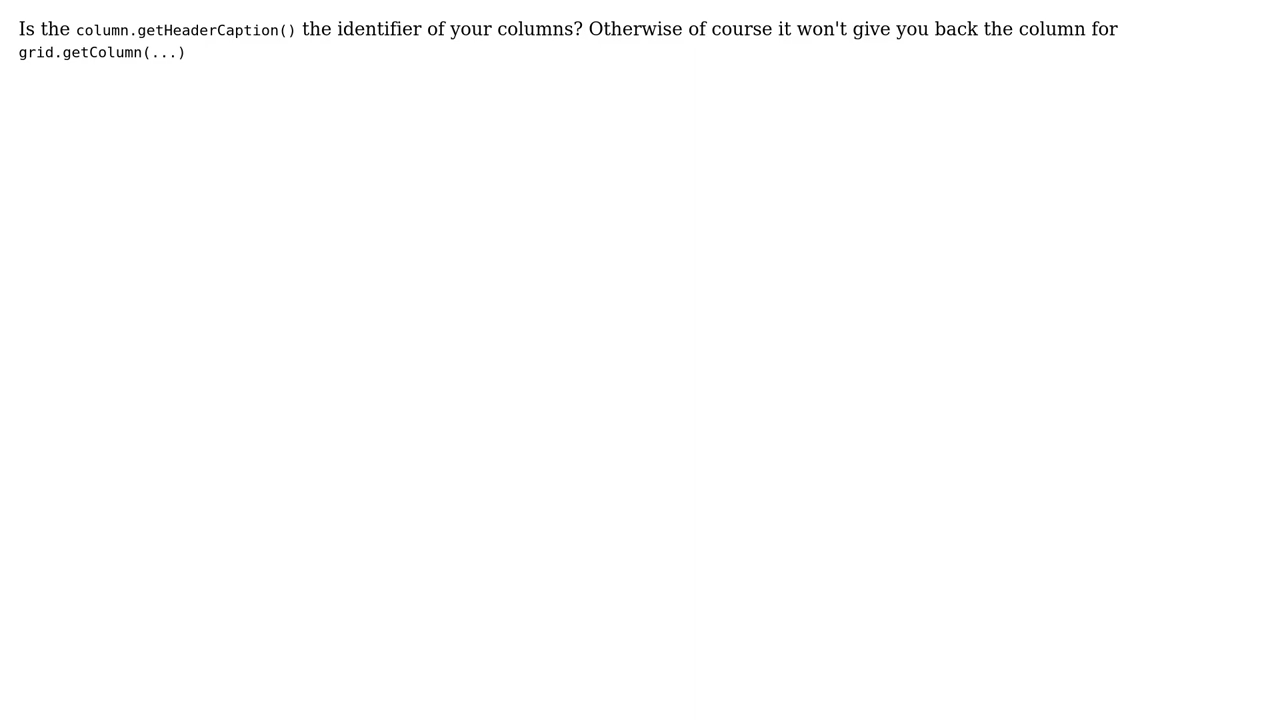 Is the column.getHeaderCaption() the identifier of your columns? Otherwise of course it won't give you back the column for
grid.getColumn(...)